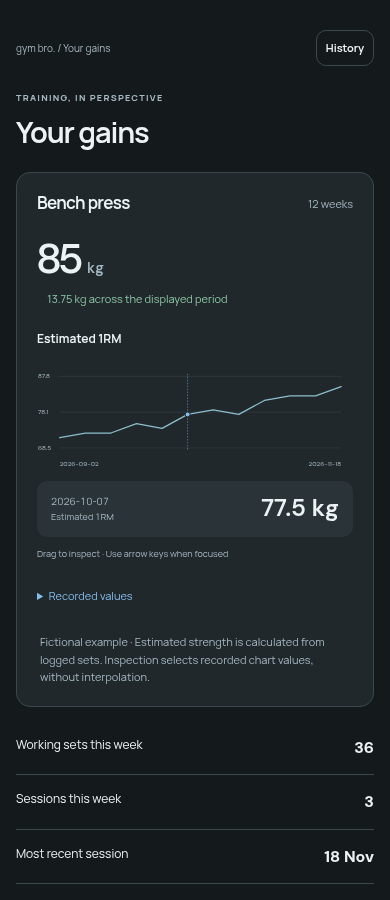 gym bro. / Your gains
History
TRAINING, IN PERSPECTIVE
Your gains
Bench press
12 weeks
85 kg
13.75 kg across the displayed period
Estimated 1RM
87.8
78.1
68.5
2026-09-02
2026-11-18
2026-10-07
Estimated 1RM
77.5 kg
Drag to inspect · Use arrow keys when focused
Recorded values
Fictional example · Estimated strength is calculated from
logged sets. Inspection selects recorded chart values,
without interpolation.
Working sets this week
36
Sessions this week
3
Most recent session
18 Nov